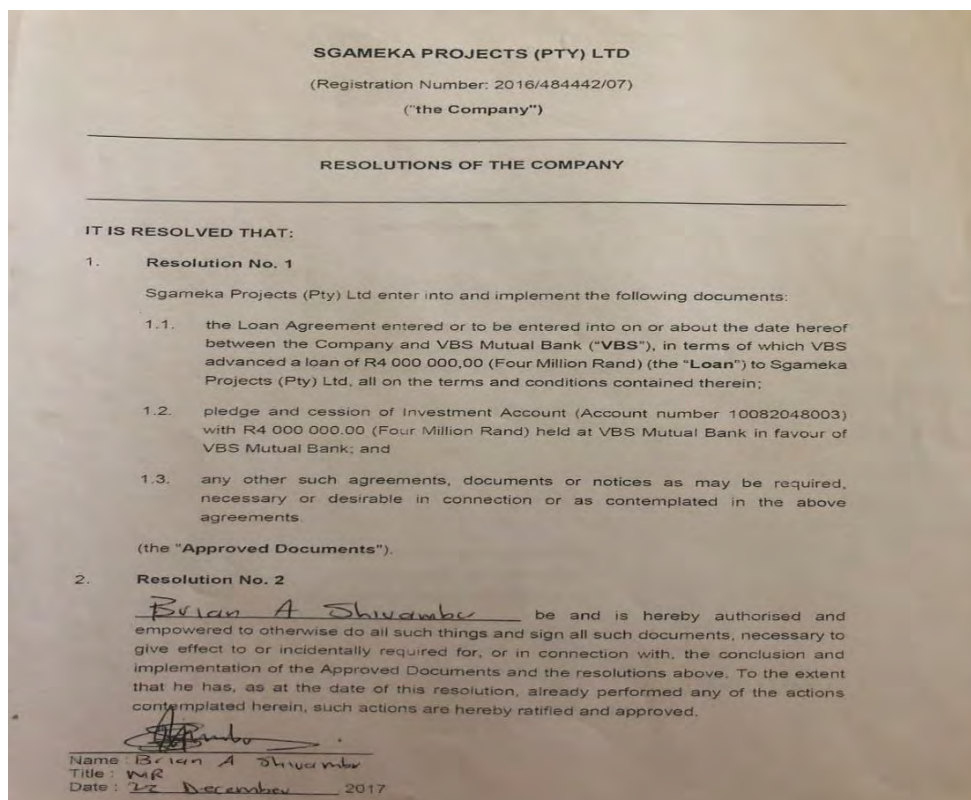 SGAMEKA PROJECTS (PTY) LTD
(Registration Number: 2016/484442/07)
("the Company")
RESOLUTIONS OF THE COMPANY
IT IS RESOLVED THAT:
1. Resolution No. 1
Sgameka Projects (Pty) Ltd enter into and implement the following documents:
1.1. the Loan Agreement entered or to be entered into on or about the date hereof
between the Company and VBS Mutual Bank ("VBS"), in terms of which VBS
advanced a loan of R4 000 000,00 (Four Million Rand) (the "Loan") to Sgameka
Projects (Pty) Ltd, all on the terms and conditions contained therein;
1.2. pledge and cession of Investment Account (Account number 10082048003)
with R4 000 000.00 (Four Million Rand) held at VBS Mutual Bank in favour of
VBS Mutual Bank; and
1.3. any other such agreements, documents or notices as may be required,
necessary or desirable in connection or as contemplated in the above
agreements.
(the "Approved Documents").
2. Resolution No. 2
Brian A Shivambu be and is hereby authorised and
empowered to otherwise do all such things and sign all such documents, necessary to
give effect to or incidentally required for, or in connection with, the conclusion and
implementation of the Approved Documents and the resolutions above. To the extent
that he has, as at the date of this resolution, already performed any of the actions
contemplated herein, such actions are hereby ratified and approved.
Name : Brian A Shivambu
Title : MR
Date : 22 December 2017